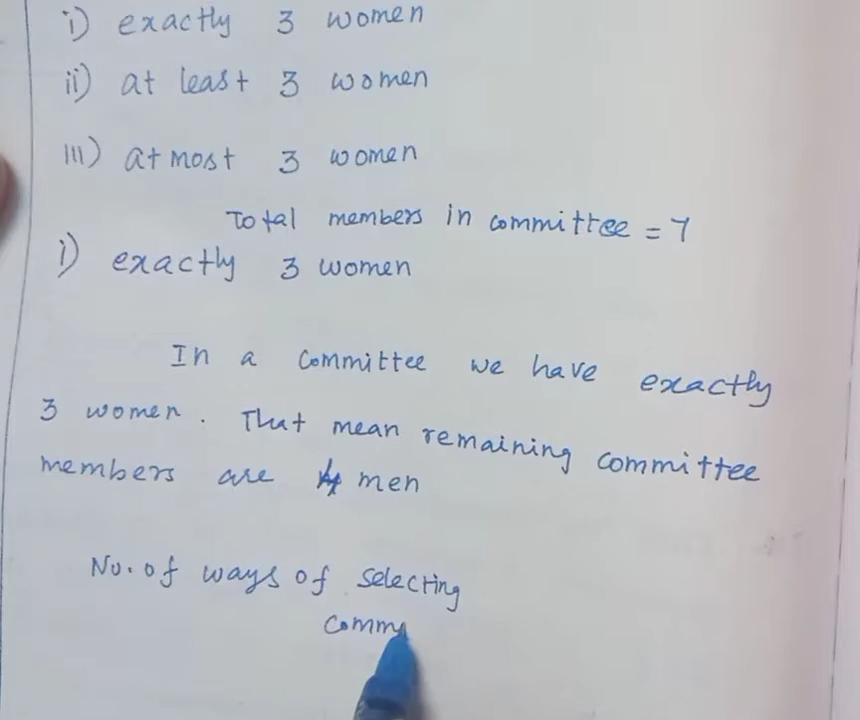 i) exactly 3 women
ii) at least 3 women
III) atmost 3 women
Total members in committee = 7
i) exactly 3 women
In a committee we have exactly
3 women. That mean remaining committee
members are 4 men
No. of ways of selecting
Comm